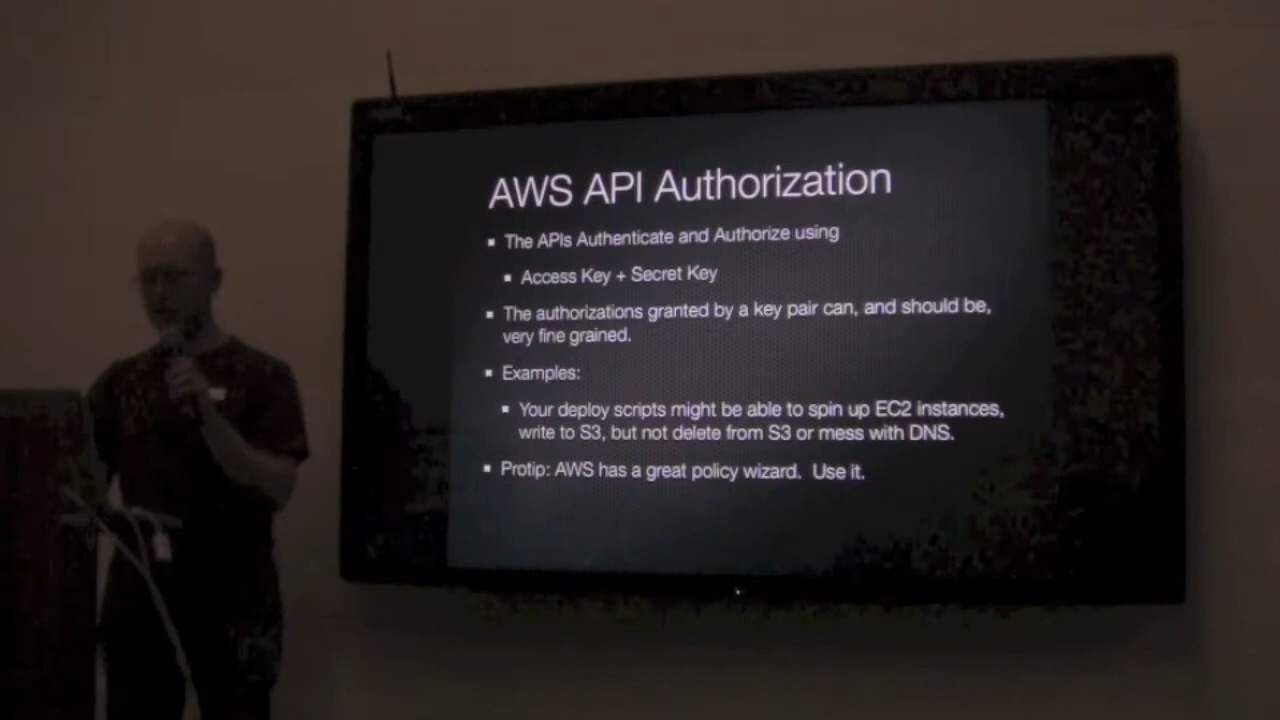 AWS API Authorization
▪ The APIs Authenticate and Authorize using
▪ Access Key + Secret Key
▪ The authorizations granted by a key pair can, and should be,
very fine grained.
▪ Examples:
▪ Your deploy scripts might be able to spin up EC2 instances,
write to S3, but not delete from S3 or mess with DNS.
▪ Protip: AWS has a great policy wizard. Use it.